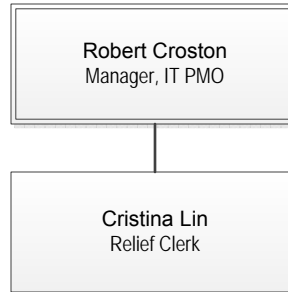 Robert Croston
Manager, IT PMO
Cristina Lin
Relief Clerk